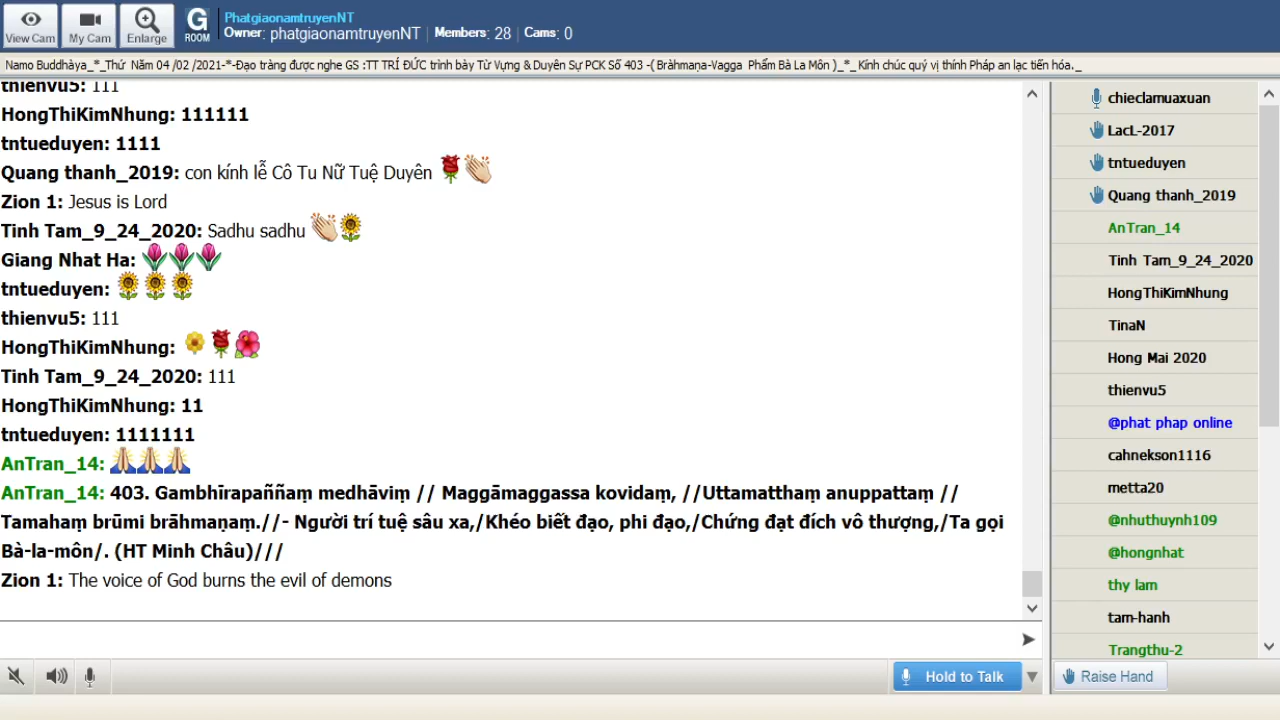 View Cam
My Cam
Enlarge
G
ROOM
PhatgiaonamtruyenNT
Owner: phatgiaonamtruyenNT | Members: 28 | Cams: 0
Namo Buddhàya_*_Thứ Năm 04 /02 /2021-*-Đạo tràng được nghe GS :TT TRÍ ĐỨC trình bày Từ Vựng & Duyên Sự PCK Số 403 -( Bràhmaṇa-Vagga Phẩm Bà La Môn )_*_ Kính chúc quý vị thính Pháp an lạc tiến hóa._
thienvu5: 111
HongThiKimNhung: 111111
tntueduyen: 1111
Quang thanh_2019: con kính lễ Cô Tu Nữ Tuệ Duyên
Zion 1: Jesus is Lord
Tinh Tam_9_24_2020: Sadhu sadhu
Giang Nhat Ha:
tntueduyen:
thienvu5: 111
HongThiKimNhung:
Tinh Tam_9_24_2020: 111
HongThiKimNhung: 11
tntueduyen: 1111111
AnTran_14:
AnTran_14: 403. Gambhīrapaññaṃ medhāviṃ // Maggāmaggassa kovidaṃ, //Uttamatthaṃ anuppattaṃ //
Tamahaṃ brūmi brāhmaṇaṃ.//- Người trí tuệ sâu xa,/Khéo biết đạo, phi đạo,/Chứng đạt đích vô thượng,/Ta gọi
Bà-la-môn/. (HT Minh Châu)///
Zion 1: The voice of God burns the evil of demons
chieclamuaxuan
LacL-2017
tntueduyen
Quang thanh_2019
AnTran_14
Tinh Tam_9_24_2020
HongThiKimNhung
TinaN
Hong Mai 2020
thienvu5
@phat phap online
cahnekson1116
metta20
@nhuthuynh109
@hongnhat
thy lam
tam-hanh
Trangthu-2
Hold to Talk
Raise Hand